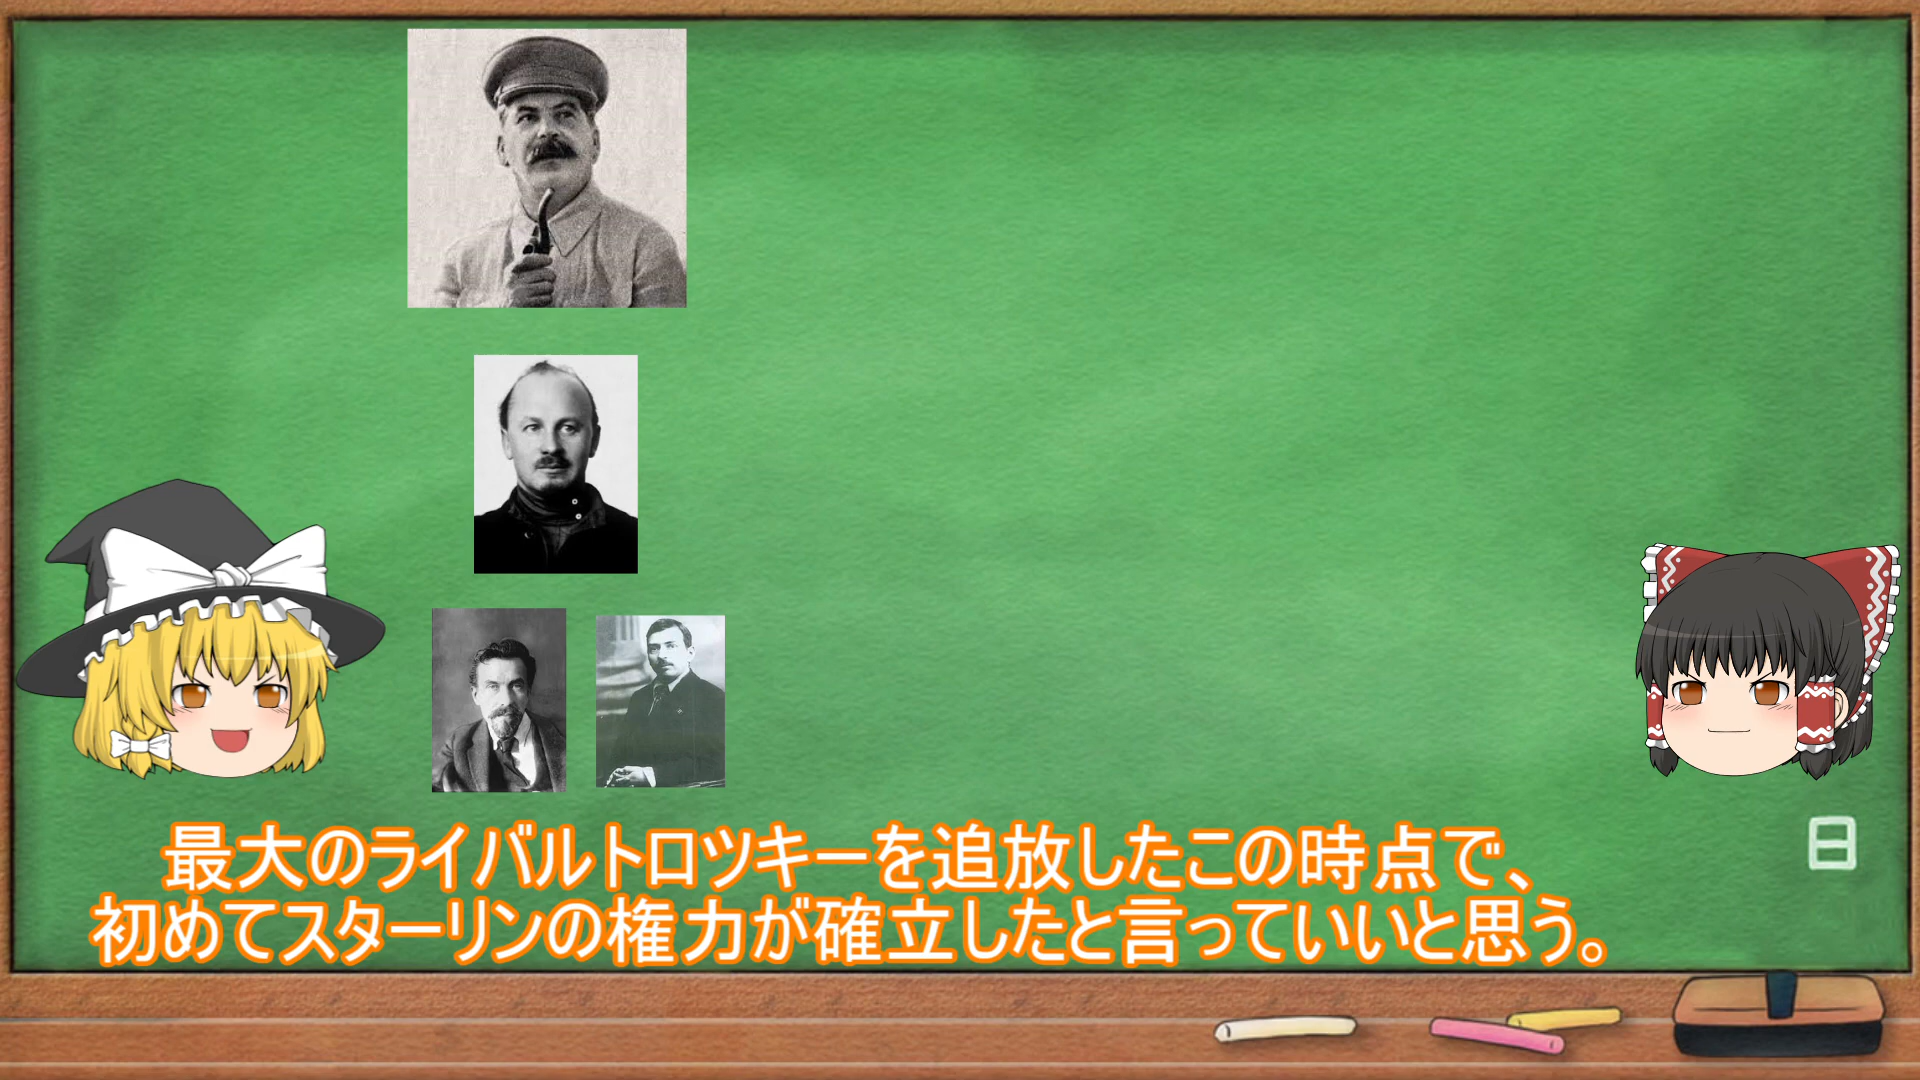 最大のライバルトロツキーを追放したこの時点で、
初めてスターリンの権力が確立したと言っていいと思う。
日